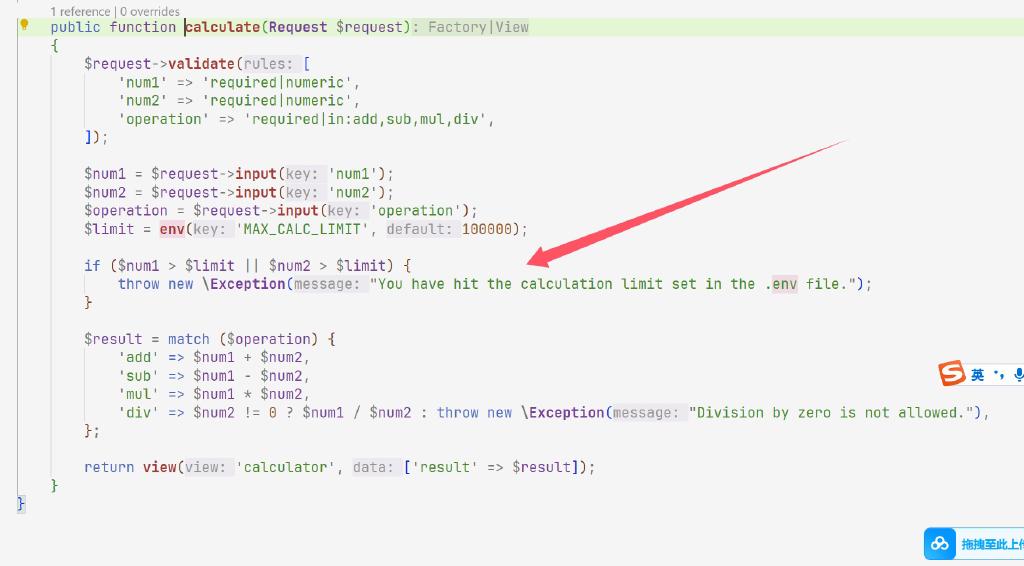 1 reference | 0 overrides
public function calculate(Request $request): Factory|View
{
$request->validate(rules: [
'num1' => 'required|numeric',
'num2' => 'required|numeric',
'operation' => 'required|in:add,sub,mul,div',
]);
$num1 = $request->input(key: 'num1');
$num2 = $request->input(key: 'num2');
$operation = $request->input(key: 'operation');
$limit = env(key: 'MAX_CALC_LIMIT', default: 100000);
if ($num1 > $limit || $num2 > $limit) {
throw new \Exception(message: "You have hit the calculation limit set in the .env file.");
}
$result = match ($operation) {
'add' => $num1 + $num2,
'sub' => $num1 - $num2,
'mul' => $num1 * $num2,
'div' => $num2 != 0 ? $num1 / $num2 : throw new \Exception(message: "Division by zero is not allowed."),
};
return view(view: 'calculator', data: ['result' => $result]);
}
}
S 英
拖拽至此上传